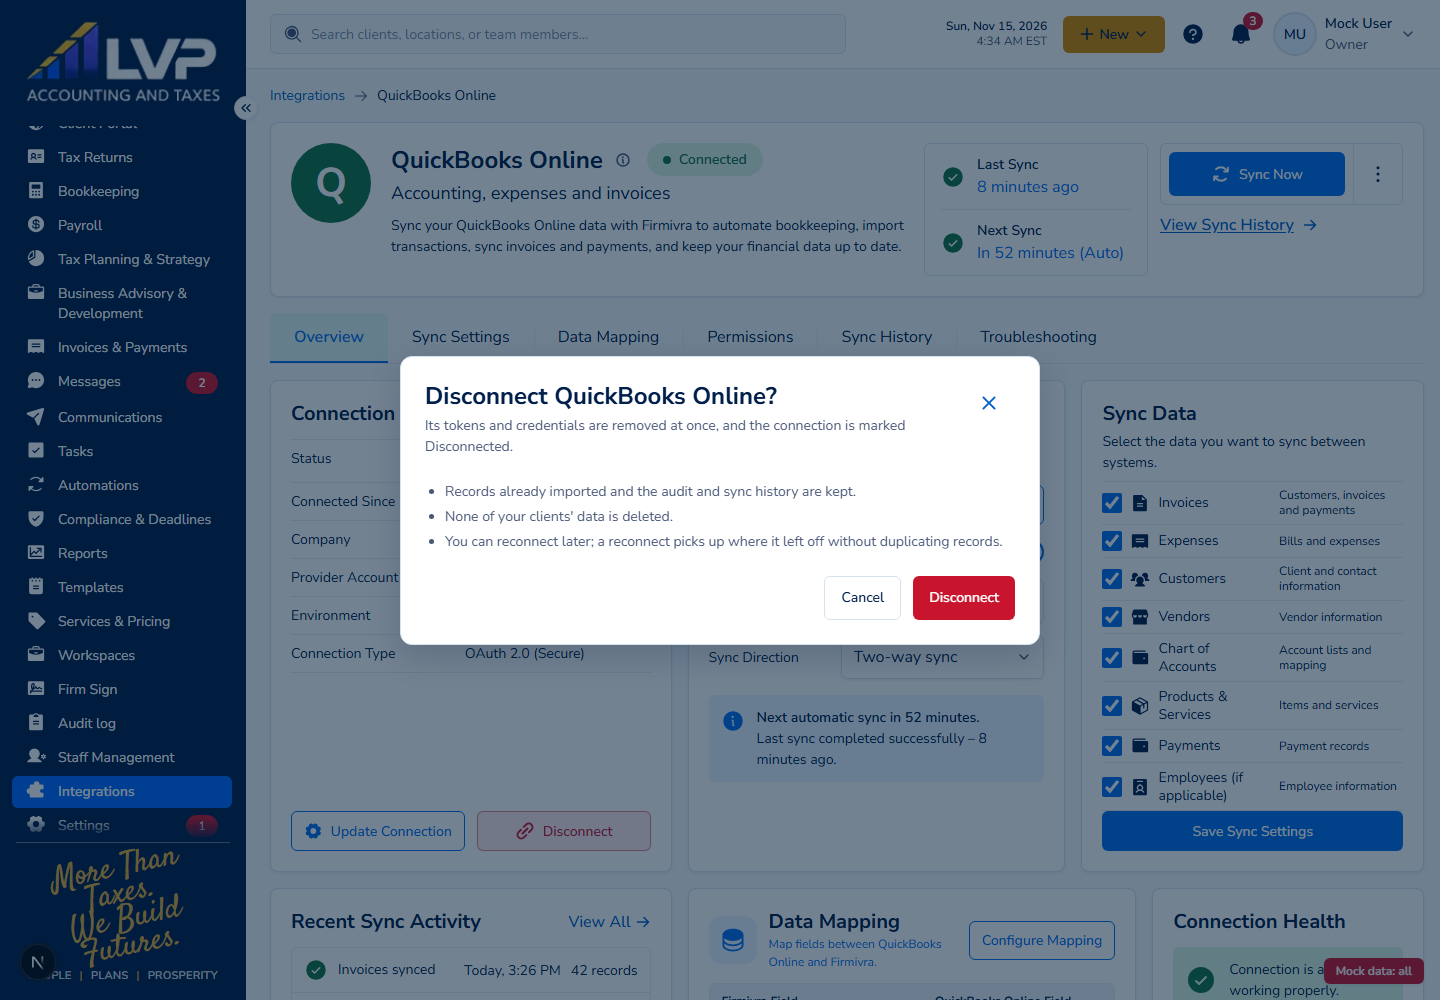 LVP
ACCOUNTING AND TAXES
Client Portal
Tax Returns
Bookkeeping
Payroll
Tax Planning & Strategy
Business Advisory &
Development
Invoices & Payments
Messages
2
Communications
Tasks
Automations
Compliance & Deadlines
Reports
Templates
Services & Pricing
Workspaces
Firm Sign
Audit log
Staff Management
Integrations
Settings
1
More Than
Taxes.
We Build
Futures.
N
PLE | PLANS | PROSPERITY
Search clients, locations, or team members...
Sun, Nov 15, 2026
4:34 AM EST
New
3
MU
Mock User
Owner
Integrations
QuickBooks Online
Q
QuickBooks Online
Connected
Accounting, expenses and invoices
Sync your QuickBooks Online data with Firmivra to automate bookkeeping, import
transactions, sync invoices and payments, and keep your financial data up to date.
Last Sync
8 minutes ago
Next Sync
In 52 minutes (Auto)
Sync Now
View Sync History
Overview
Sync Settings
Data Mapping
Permissions
Sync History
Troubleshooting
Disconnect QuickBooks Online?
Its tokens and credentials are removed at once, and the connection is marked
Disconnected.
Records already imported and the audit and sync history are kept.
None of your clients' data is deleted.
You can reconnect later; a reconnect picks up where it left off without duplicating records.
Cancel
Disconnect
Connection
Status
Connected Since
Company
Provider Account
Environment
Connection Type
OAuth 2.0 (Secure)
Update Connection
Disconnect
Sync Direction
Two-way sync
Next automatic sync in 52 minutes.
Last sync completed successfully – 8
minutes ago.
Sync Data
Select the data you want to sync between
systems.
Invoices
Customers, invoices
and payments
Expenses
Bills and expenses
Customers
Client and contact
information
Vendors
Vendor information
Chart of
Accounts
Account lists and
mapping
Products &
Services
Items and services
Payments
Payment records
Employees (if
applicable)
Employee information
Save Sync Settings
Recent Sync Activity
View All
Invoices synced
Today, 3:26 PM
42 records
Data Mapping
Map fields between QuickBooks
Online and Firmivra.
Configure Mapping
Firmivra Field
QuickBooks Online Field
Connection Health
Connection is a
working properly.
Mock data: all